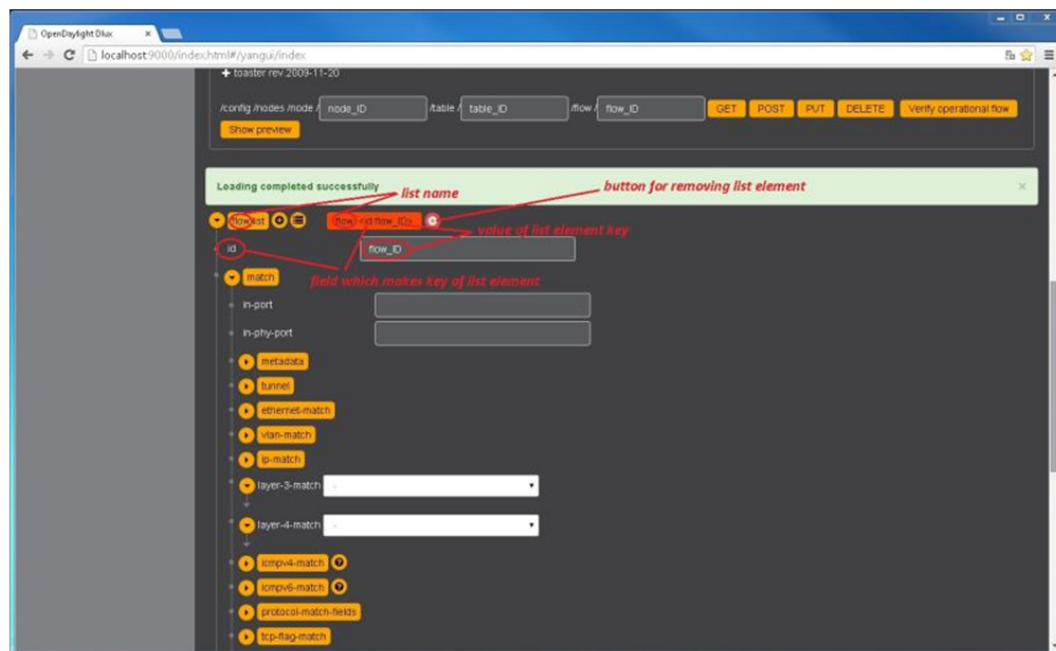 OpenDaylight Dlux
localhost:9000/index.html#/yangui/index
toaster rev.2009-11-20
/config /nodes /node / node_ID /table / table_ID /flow / flow_ID GET POST PUT DELETE Verify operational flow
Show preview
Loading completed successfully
list name
button for removing list element
flow list flow <id:flow_ID>
value of list element key
id flow_ID
field which makes key of list element
match
in-port
in-phy-port
metadata
tunnel
ethernet-match
vlan-match
ip-match
layer-3-match -
layer-4-match -
icmpv4-match
icmpv6-match
protocol-match-fields
tcp-flag-match